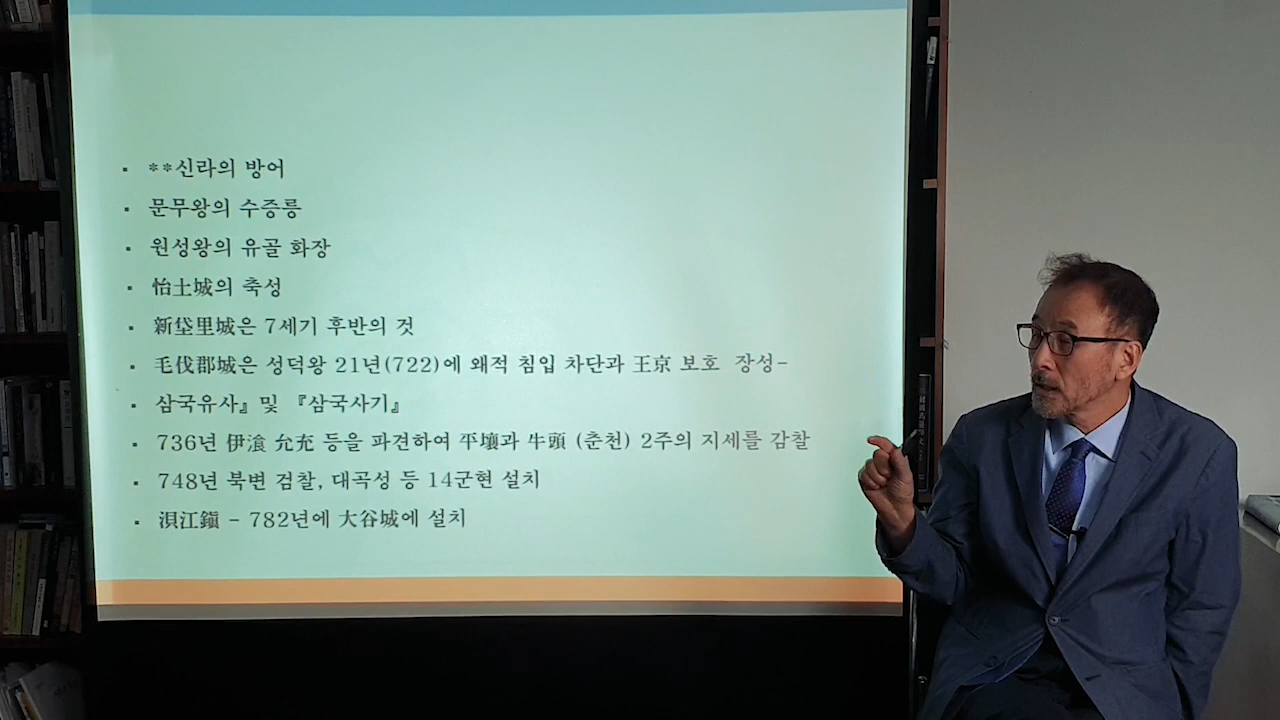 ▪ **신라의 방어
▪ 문무왕의 수증릉
▪ 원성왕의 유골 화장
▪ 怡土城의 축성
▪ 新垈里城은 7세기 후반의 것
▪ 毛伐郡城은 성덕왕 21년(722)에 왜적 침입 차단과 王京 보호 장성-
▪ 삼국유사』및 『삼국사기』
▪ 736년 伊湌 允充 등을 파견하여 平壤과 牛頭 (춘천) 2주의 지세를 감찰
▪ 748년 북변 검찰, 대곡성 등 14군현 설치
▪ 浿江鎭 - 782년에 大谷城에 설치